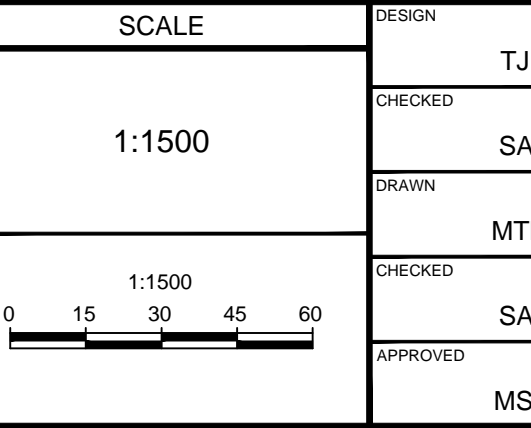 SCALE
1:1500
1:1500
0 15 30 45 60
DESIGN
TJ
CHECKED
SA
DRAWN
CHECKED
SA
APPROVED
MS